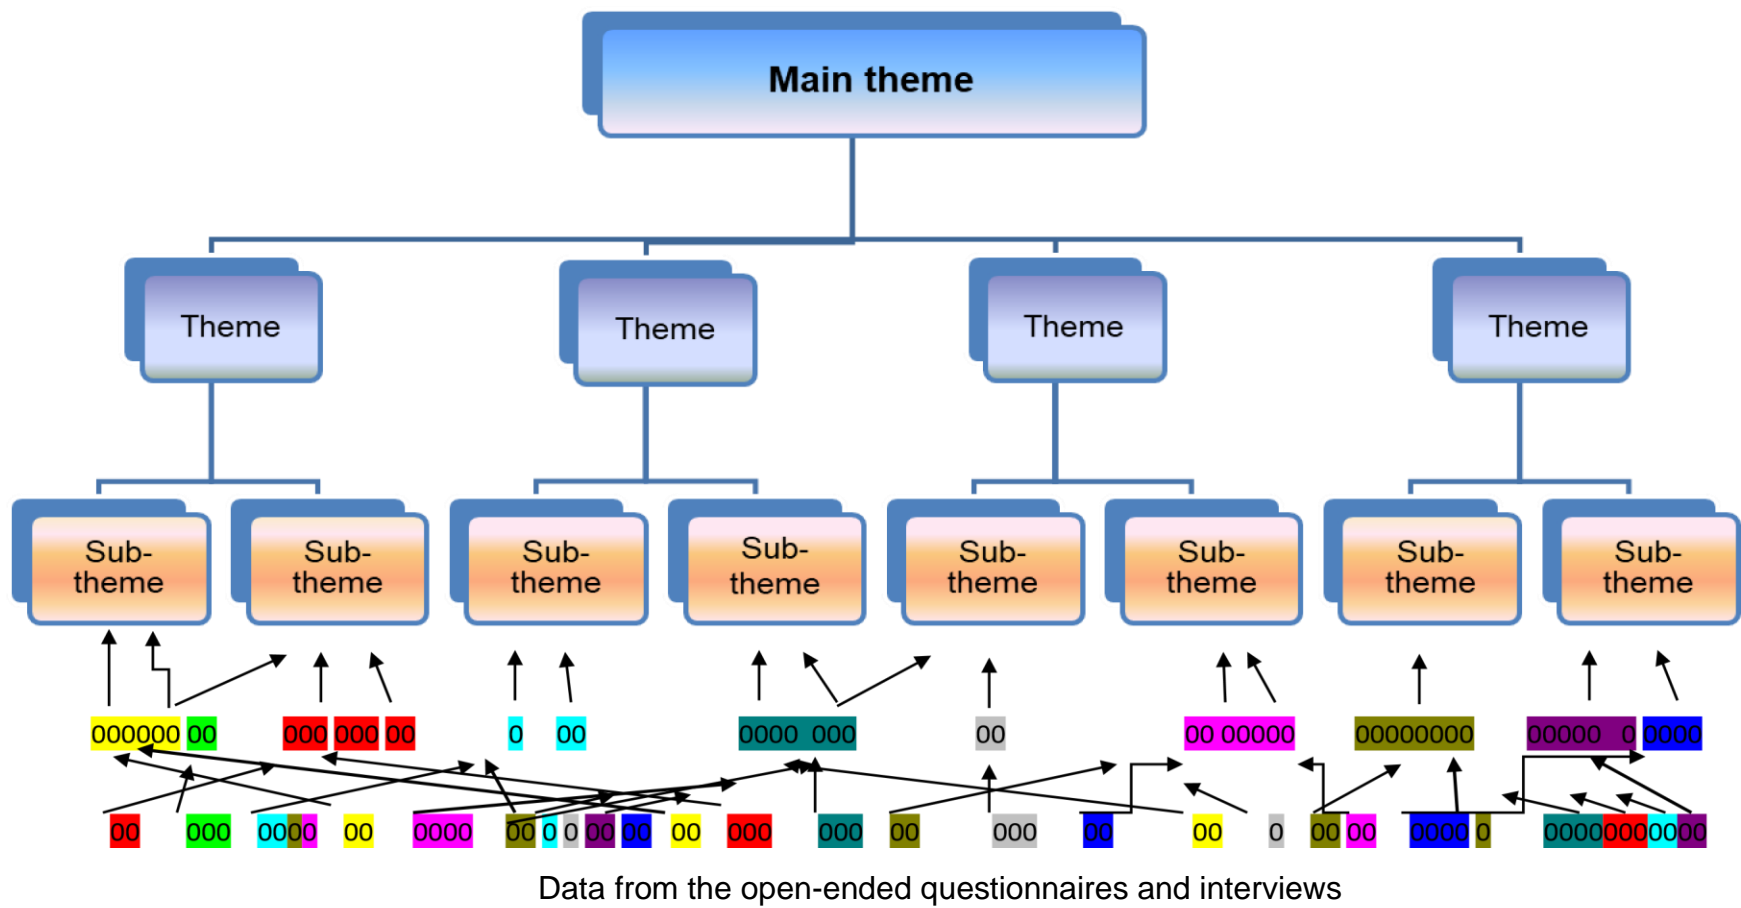 Main theme
Theme
Theme
Theme
Theme
Sub-
theme
Sub-
theme
Sub-
theme
Sub-
theme
Sub-
theme
Sub-
theme
Sub-
theme
Sub-
theme
000000 00 000 000 00 0 00 0000 000 00 00 00000 00000000 00000 0 0000
00 000 0000 00 0000 00 0 0 00 00 00 000 000 00 000 00 00 0 00 00 0000 0 00000000000
Data from the open-ended questionnaires and interviews